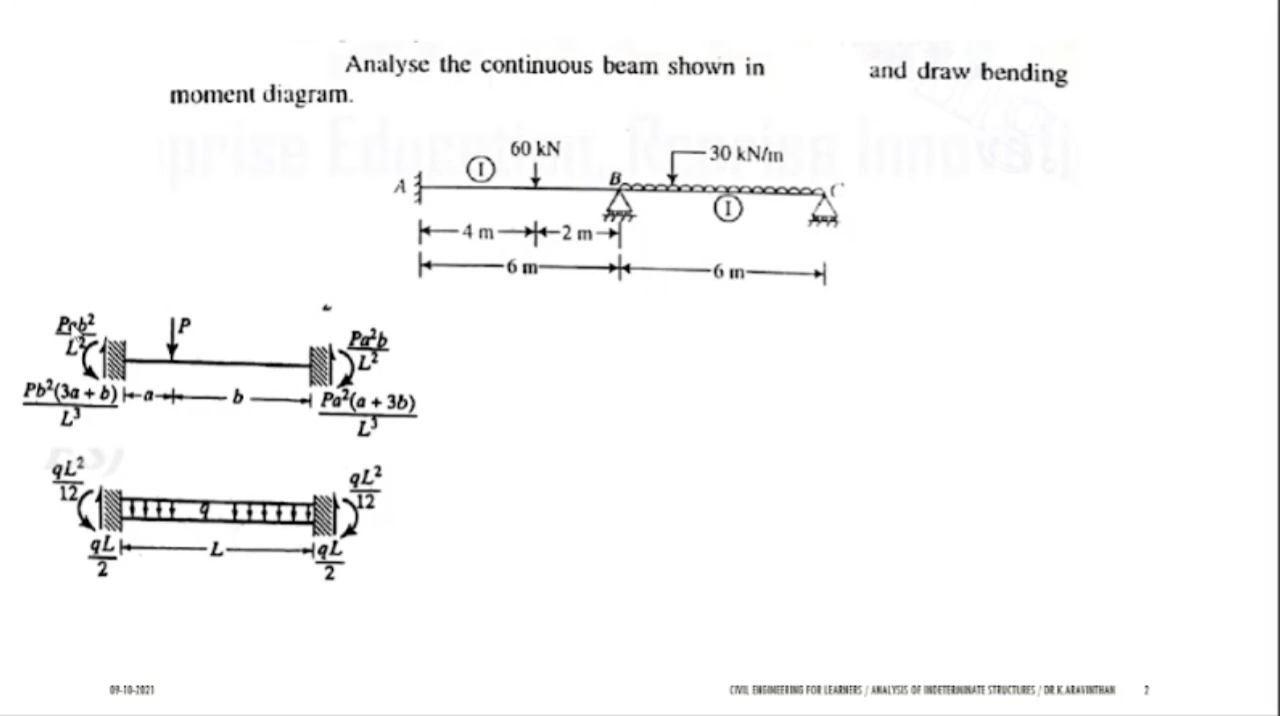 Analyse the continuous beam shown in and draw bending
moment diagram.
60 kN
30 kN/m
I
A
B
C
I
4 m 2 m
6 m 6 m
P
Pab²/L² Pa²b/L²
Pb²(3a + b)/L³ a b Pa²(a + 3b)/L³
qL²/12 qL²/12
q
qL/2 L qL/2
09-10-2021 CIVIL ENGINEERING FOR LEARNERS / ANALYSIS OF INDETERMINATE STRUCTURES / DR K.ARAVINTHAN 2